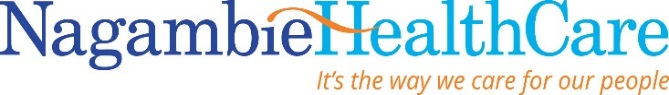 NagambieHealthCare
It's the way we care for our people